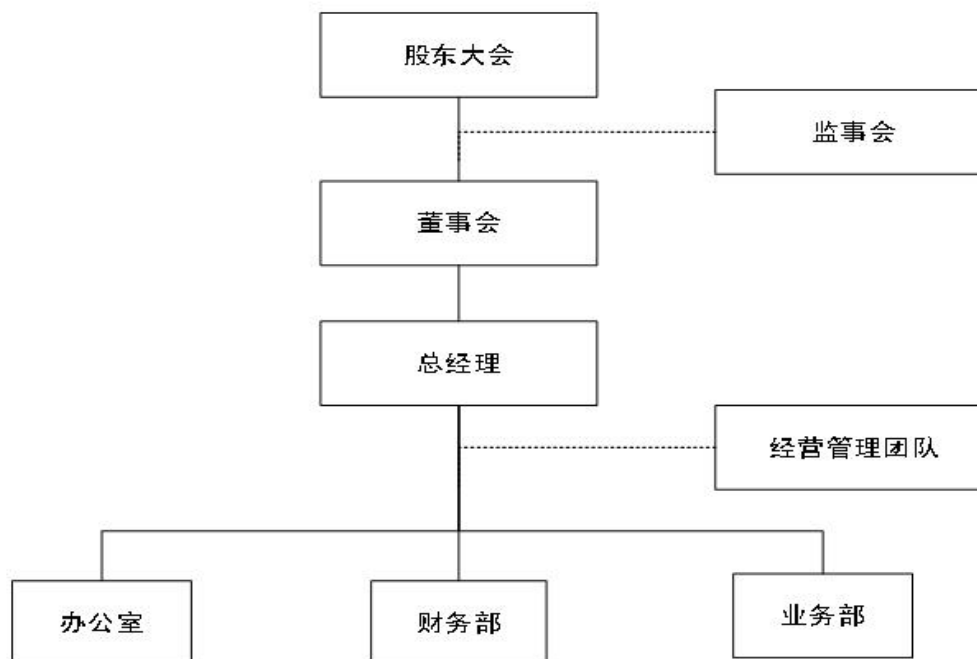 股东大会
监事会
董事会
总经理
经营管理团队
办公室
财务部
业务部